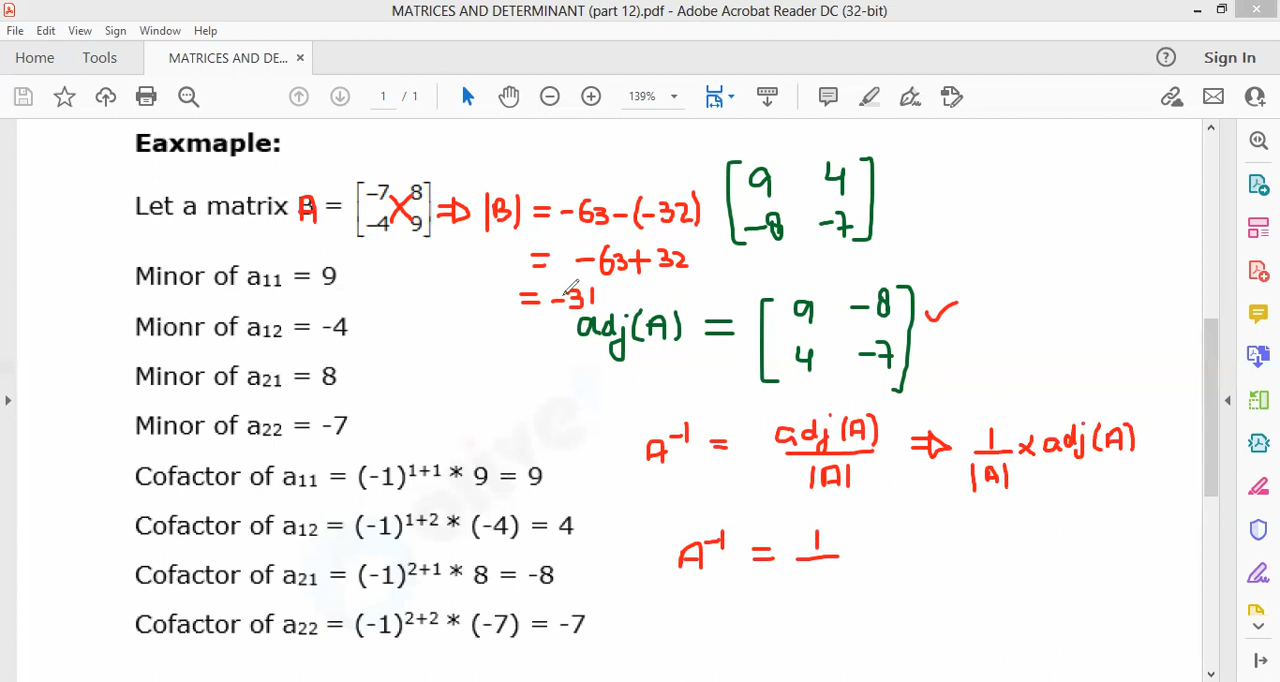 MATRICES AND DETERMINANT (part 12).pdf - Adobe Acrobat Reader DC (32-bit)
File Edit View Sign Window Help
Home Tools MATRICES AND DE... × Sign In
1 / 1 139%
Eaxmaple:
Let a matrix A = [-7 8 -4 9] ⇒ |B| = -63-(-32)
[9 4
-8 -7]
= -63+32
= -31
adj(A) = [9 -8
4 -7] ✓
Minor of a11 = 9
Mionr of a12 = -4
Minor of a21 = 8
Minor of a22 = -7
A⁻¹ = adj(A)/|A| ⇒ 1/|A| × adj(A)
A⁻¹ = 1
Cofactor of a11 = (-1)¹⁺¹ * 9 = 9
Cofactor of a12 = (-1)¹⁺² * (-4) = 4
Cofactor of a21 = (-1)²⁺¹ * 8 = -8
Cofactor of a22 = (-1)²⁺² * (-7) = -7